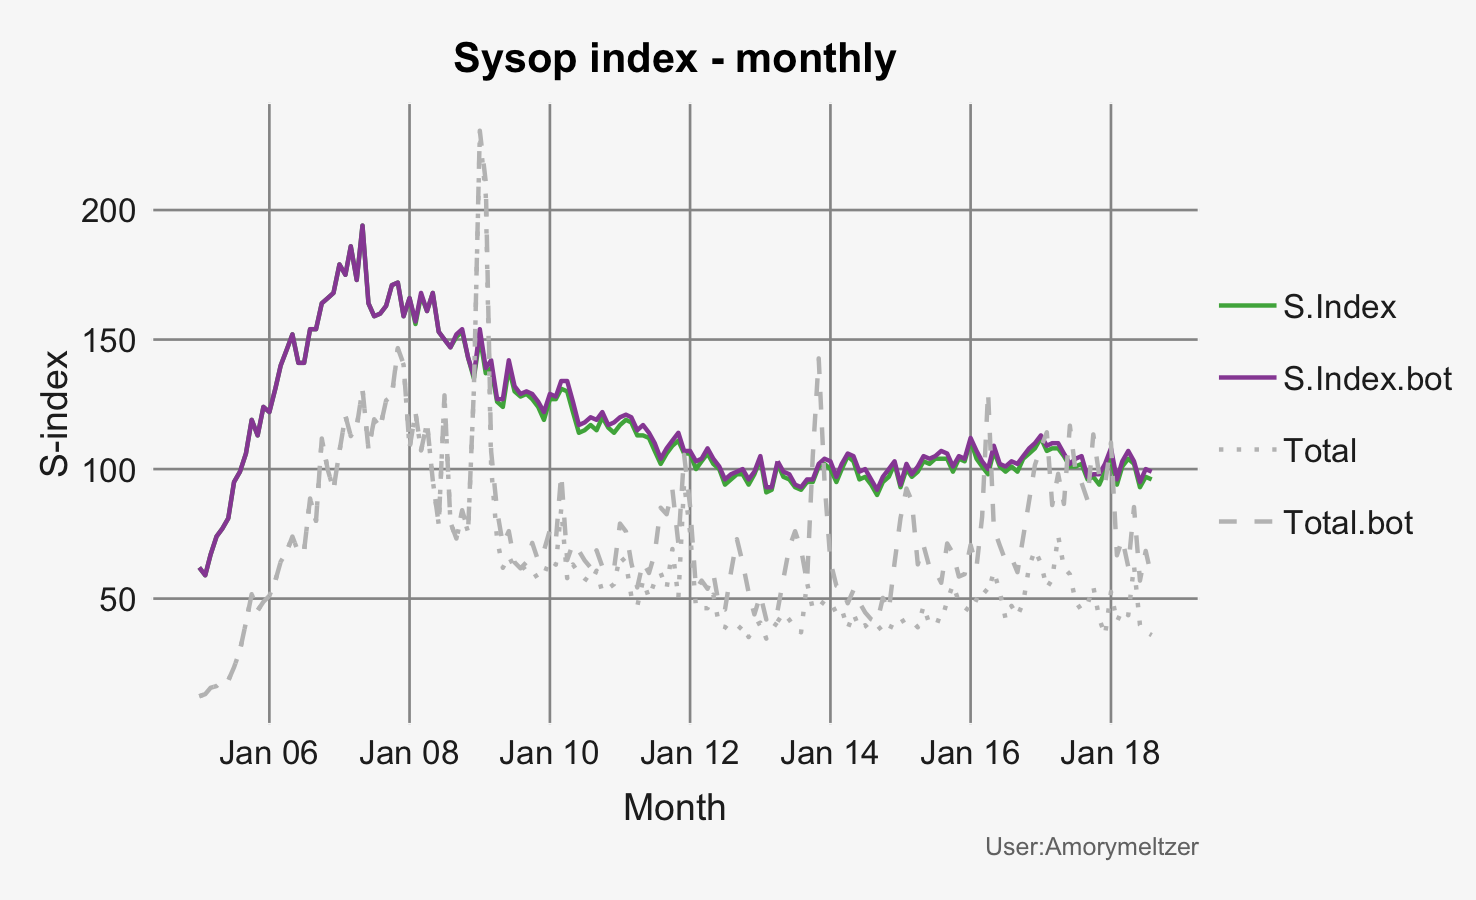 Sysop index - monthly
S-index
200
150
100
50
Jan 06 Jan 08 Jan 10 Jan 12 Jan 14 Jan 16 Jan 18
Month
S.Index
S.Index.bot
Total
Total.bot
User:Amorymeltzer